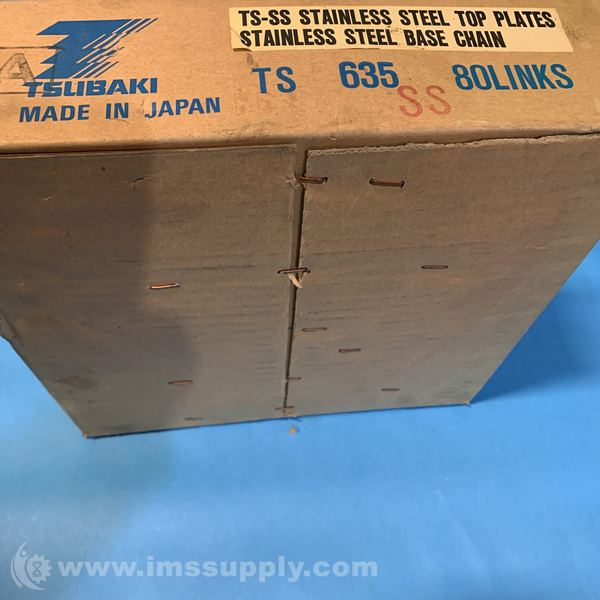 TS-SS STAINLESS STEEL TOP PLATES
STAINLESS STEEL BASE CHAIN
A
TSUBAKI
MADE IN JAPAN
TS 635 SS 80LINKS
www.imssupply.com